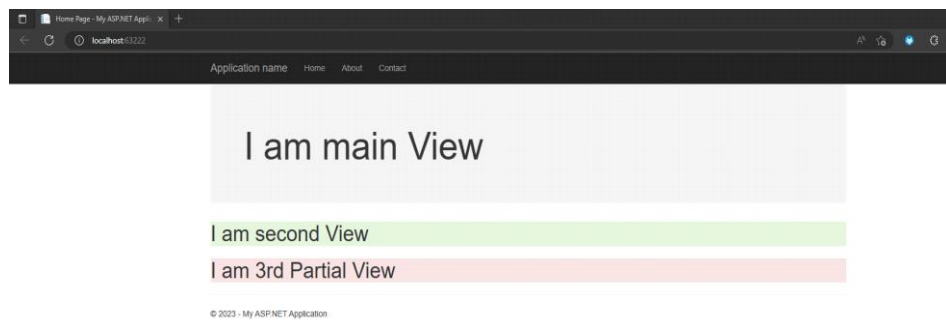 Home Page - My ASP.NET Applic
localhost:63222
Application name Home About Contact
I am main View
I am second View
I am 3rd Partial View
© 2023 - My ASP.NET Application